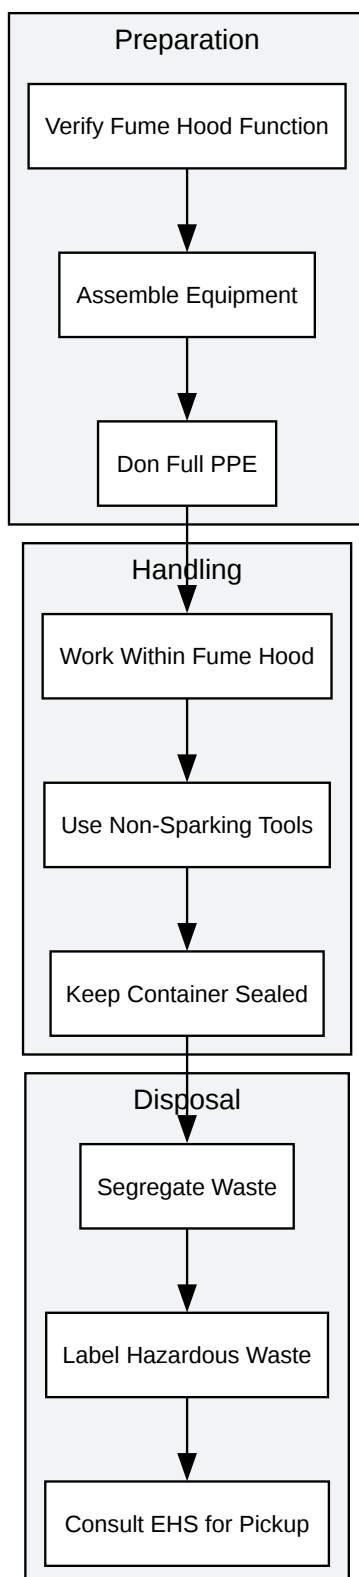 Preparation
Verify Fume Hood Function
Assemble Equipment
Don Full PPE
Handling
Work Within Fume Hood
Use Non-Sparking Tools
Keep Container Sealed
Disposal
Segregate Waste
Label Hazardous Waste
Consult EHS for Pickup